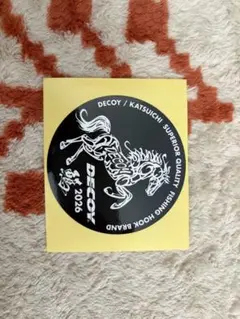 DECOY / KATSUICHI SUPERIOR QUALITY FISHING HOOK BRAND
DECOY
2026